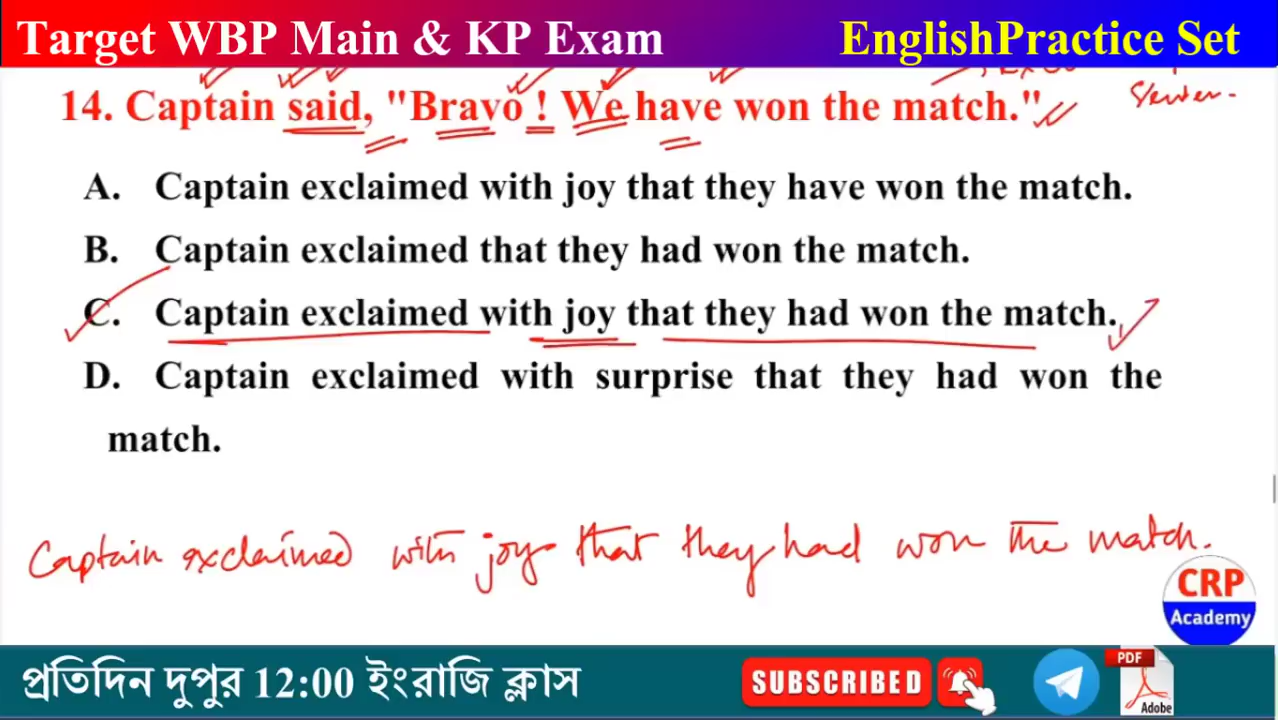 Target WBP Main & KP Exam EnglishPractice Set
14. Captain said, "Bravo ! We have won the match."
A. Captain exclaimed with joy that they have won the match.
B. Captain exclaimed that they had won the match.
C. Captain exclaimed with joy that they had won the match.
D. Captain exclaimed with surprise that they had won the
match.
Captain exclaimed with joy that they had won the match.
CRP
Academy
প্রতিদিন দুপুর 12:00 ইংরাজি ক্লাস SUBSCRIBED PDF
Adobe